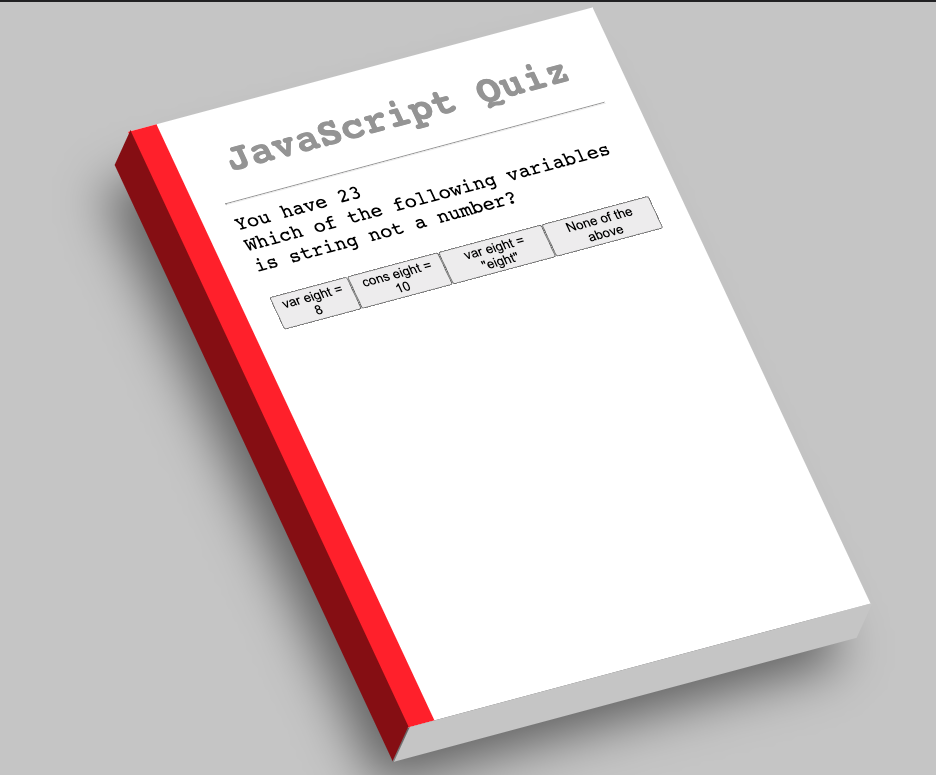 JavaScript Quiz
You have 23
Which of the following variables
is string not a number?
var eight =
8
cons eight =
10
var eight =
"eight"
None of the
above